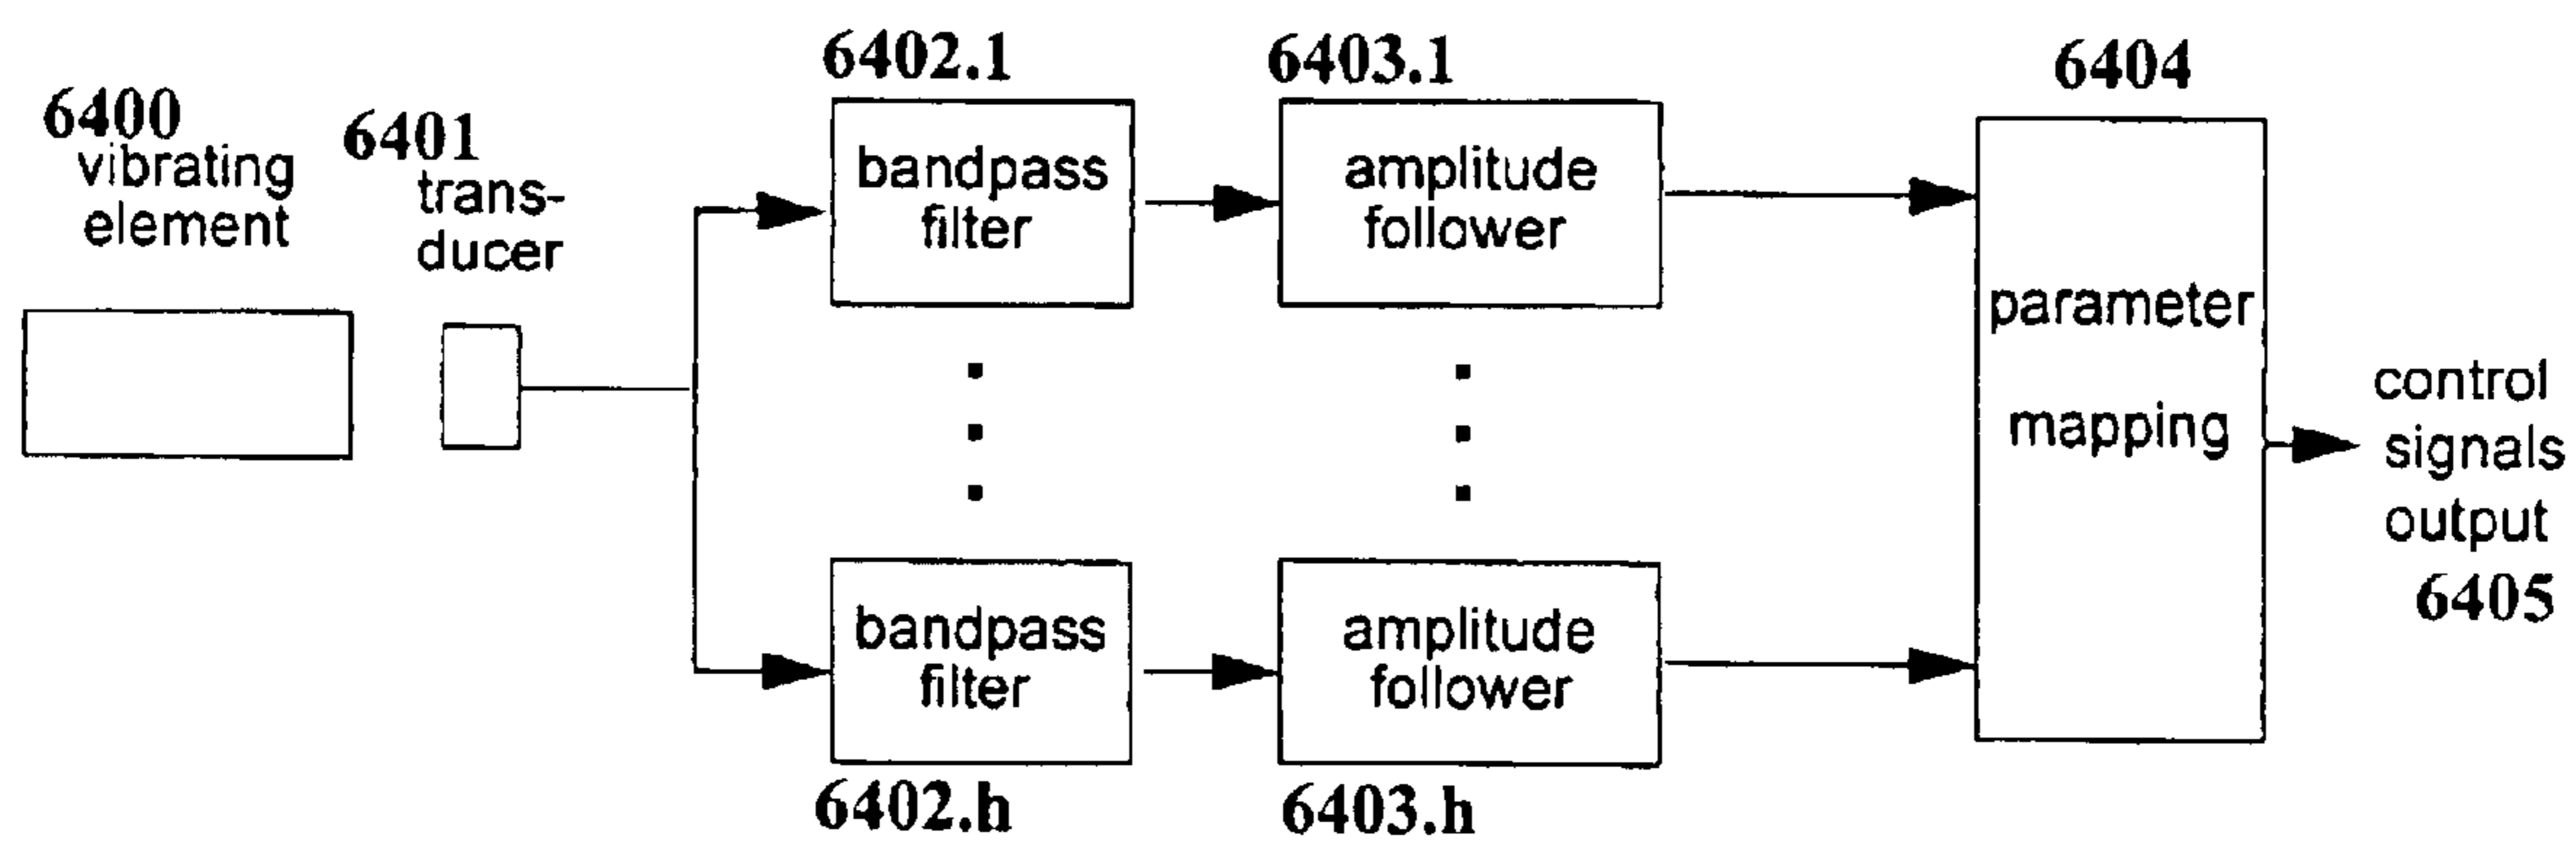 6400
vibrating
element
6401
trans-
ducer
6402.1
bandpass
filter
6403.1
amplitude
follower
6402.h
bandpass
filter
6403.h
amplitude
follower
6404
parameter
mapping
control
signals
output
6405